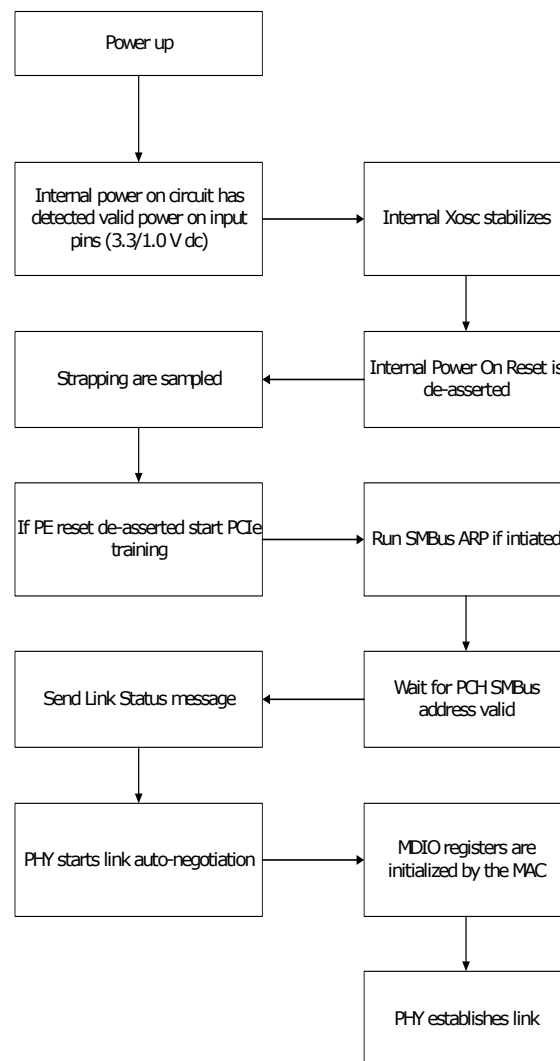 Power up
Internal power on circuit has
detected valid power on input
pins (3.3/1.0 V dc)
Internal Xosc stabilizes
Internal Power On Reset is
de-asserted
Strapping are sampled
If PE reset de-asserted start PCIe
training
Run SMBus ARP if intiated
Wait for PCH SMBus
address valid
Send Link Status message
PHY starts link auto-negotiation
MDIO registers are
initialized by the MAC
PHY establishes link